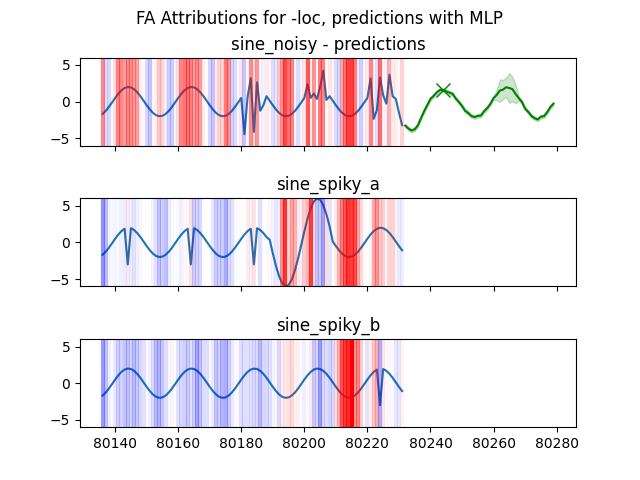 FA Attributions for -loc, predictions with MLP
sine_noisy - predictions
5
0
−5
sine_spiky_a
5
0
−5
sine_spiky_b
5
0
−5
80140 80160 80180 80200 80220 80240 80260 80280